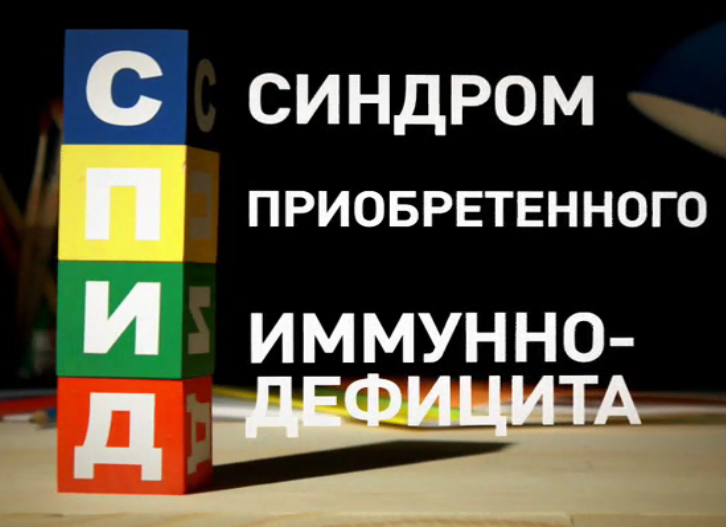 С СИНДРОМ
П ПРИОБРЕТЕННОГО
И ИММУННО-
Д ДЕФИЦИТА